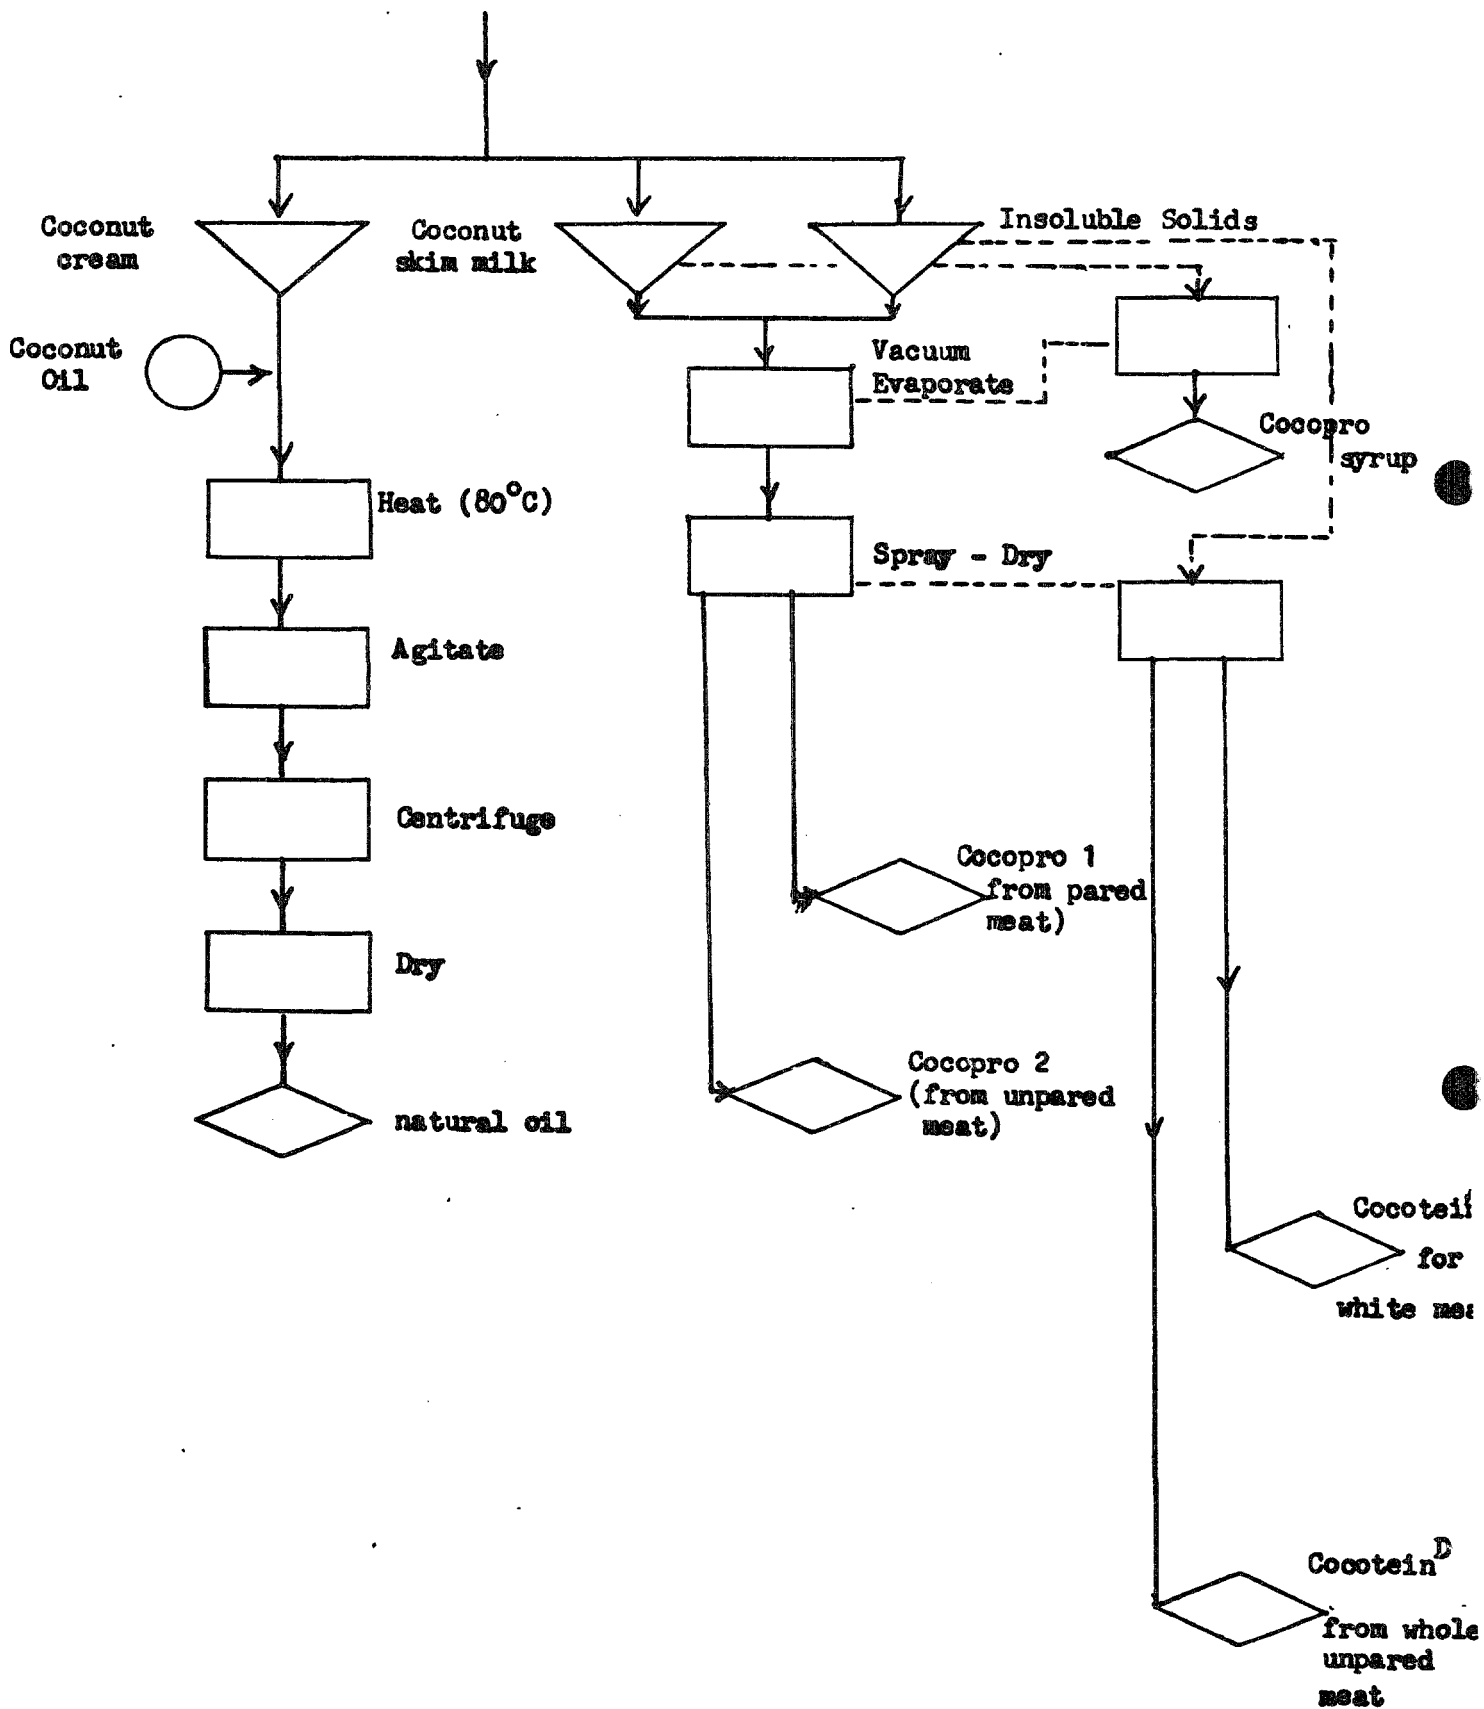 Coconut
cream
Coconut
skim milk
Insoluble Solids
Coconut
Oil
Vacuum
Evaporate
Cocopro
syrup
Heat (80°C)
Spray - Dry
Agitate
Centrifuge
Cocopro 1
from pared
meat)
Dry
Cocopro 2
(from unpared
meat)
natural oil
for
white
Cocotein D
from whole
unpared
meat